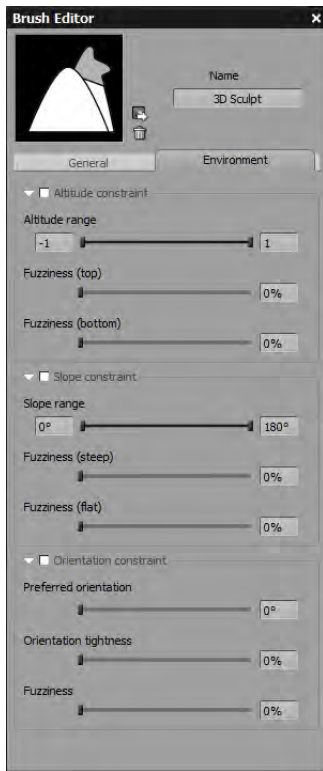 Brush Editor x
Name
3D Sculpt
General Environment
Altitude constraint
Altitude range
-1 1
Fuzziness (top)
0%
Fuzziness (bottom)
0%
Slope constraint
Slope range
0° 180°
Fuzziness (steep)
0%
Fuzziness (flat)
0%
Orientation constraint
Preferred orientation
0°
Orientation tightness
0%
Fuzziness
0%